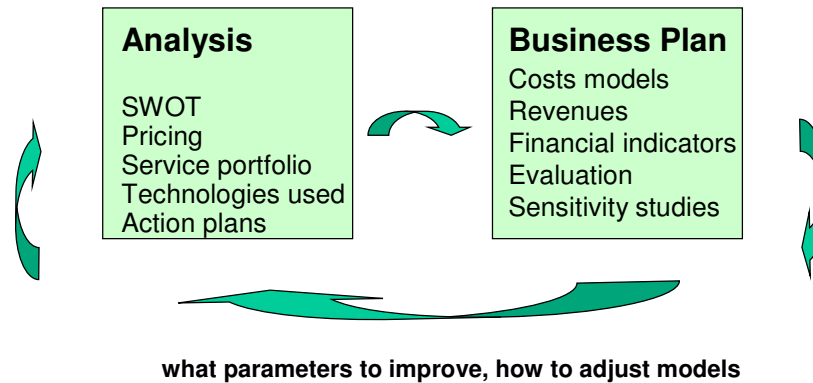 Analysis
SWOT
Pricing
Service portfolio
Technologies used
Action plans
Business Plan
Costs models
Revenues
Financial indicators
Evaluation
Sensitivity studies
what parameters to improve, how to adjust models